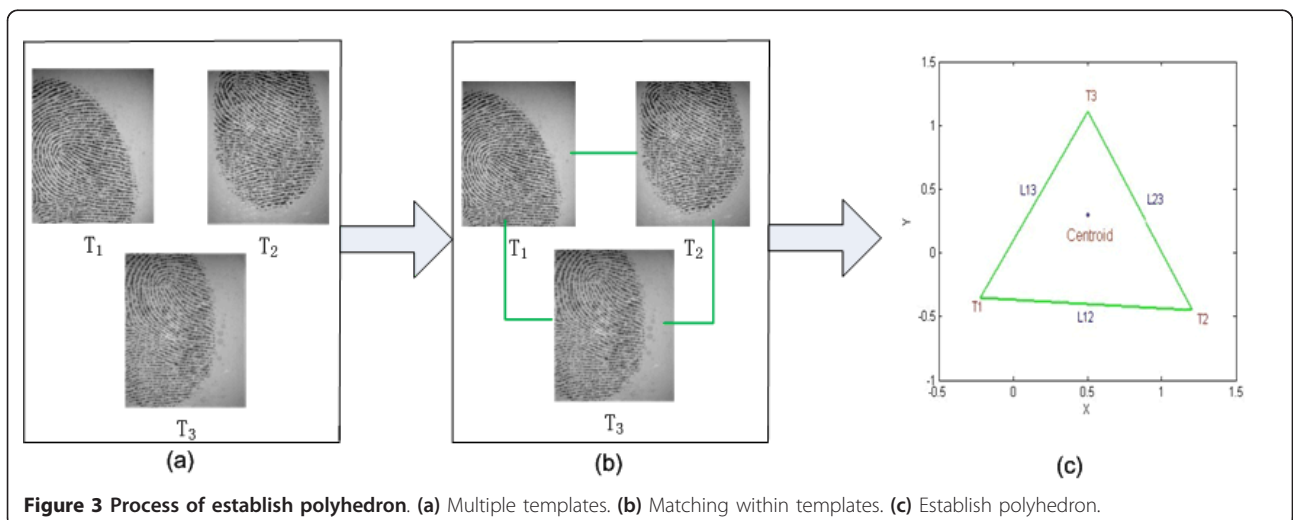 T1
T2
T3
(a)
T1
T2
T3
(b)
1.5
1
0.5
0
-0.5
-1
Y
T3
L13
L23
Centroid
T1
L12
T2
-0.5
0
0.5
1
1.5
X
(c)
Figure 3 Process of establish polyhedron. (a) Multiple templates. (b) Matching within templates. (c) Establish polyhedron.